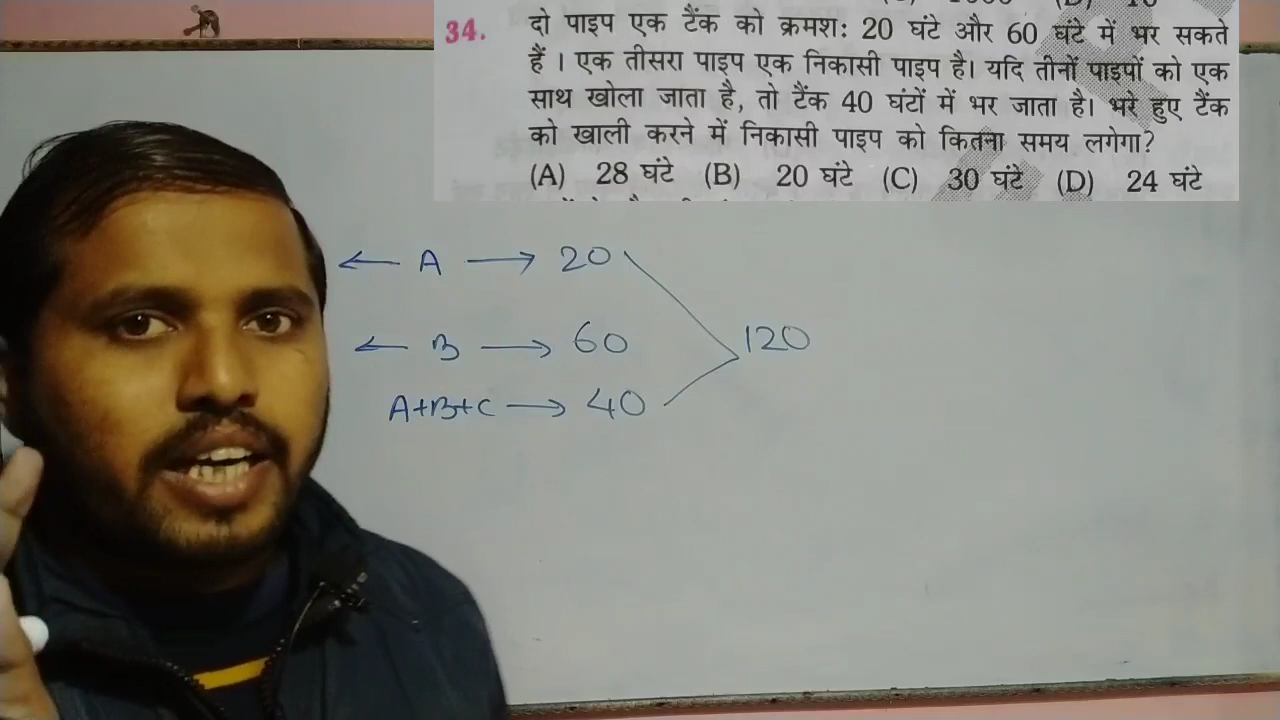 34. दो पाइप एक टैंक को क्रमश: 20 घंटे और 60 घंटे में भर सकते
हैं । एक तीसरा पाइप एक निकासी पाइप है। यदि तीनों पाइपों को एक
साथ खोला जाता है, तो टैंक 40 घंटों में भर जाता है। भरे हुए टैंक
को खाली करने में निकासी पाइप को कितना समय लगेगा?
(A) 28 घंटे (B) 20 घंटे (C) 30 घंटे (D) 24 घंटे
← A → 20
120
← B → 60
A+B+C → 40